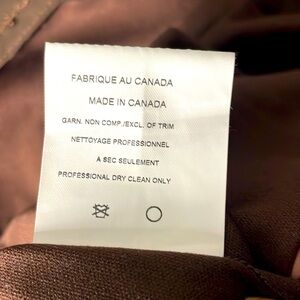 FABRIQUE AU CANADA
MADE IN CANADA
GARN. NON COMP./EXCL. OF TRIM
NETTOYAGE PROFESSIONNEL
A SEC SEULEMENT
PROFESSIONAL DRY CLEAN ONLY